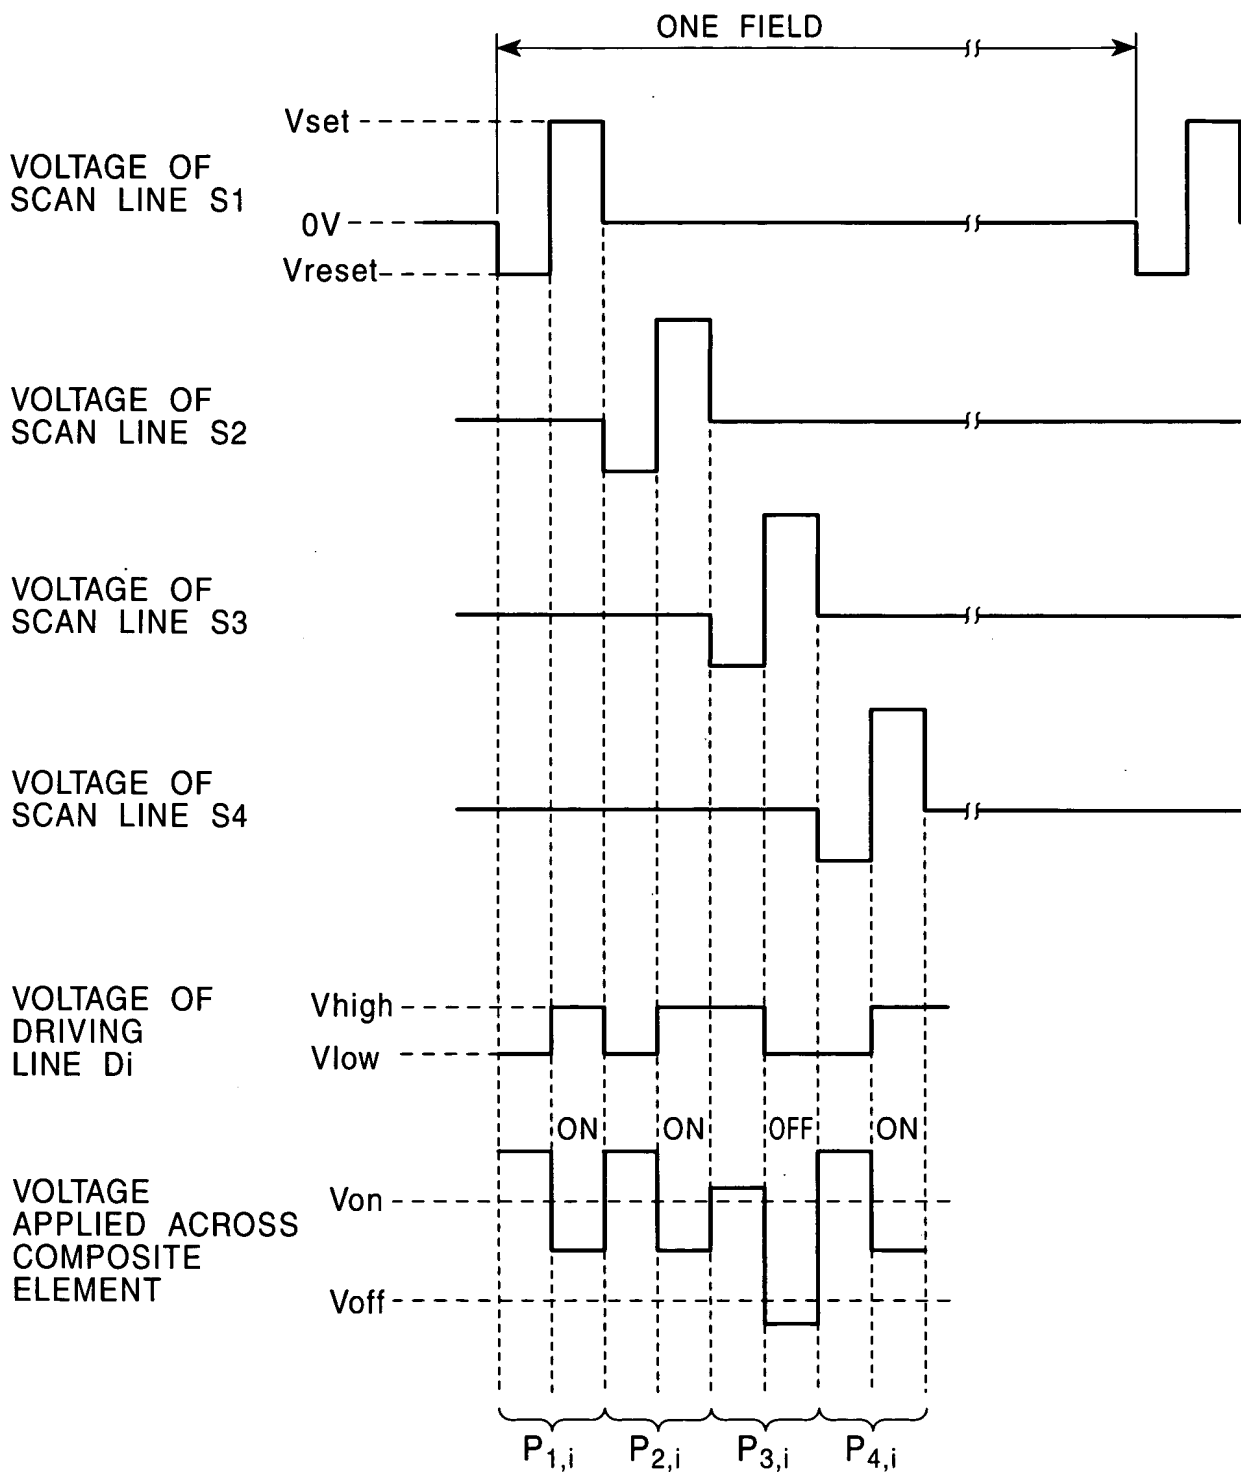 ONE FIELD
Vset
VOLTAGE OF
SCAN LINE S1
0V
Vreset
VOLTAGE OF
SCAN LINE S2
VOLTAGE OF
SCAN LINE S3
VOLTAGE OF
SCAN LINE S4
VOLTAGE OF
DRIVING
LINE Di
Vhigh
Vlow
ON ON OFF ON
VOLTAGE
APPLIED ACROSS
COMPOSITE
ELEMENT
Von
Voff
P1,i P2,i P3,i P4,i